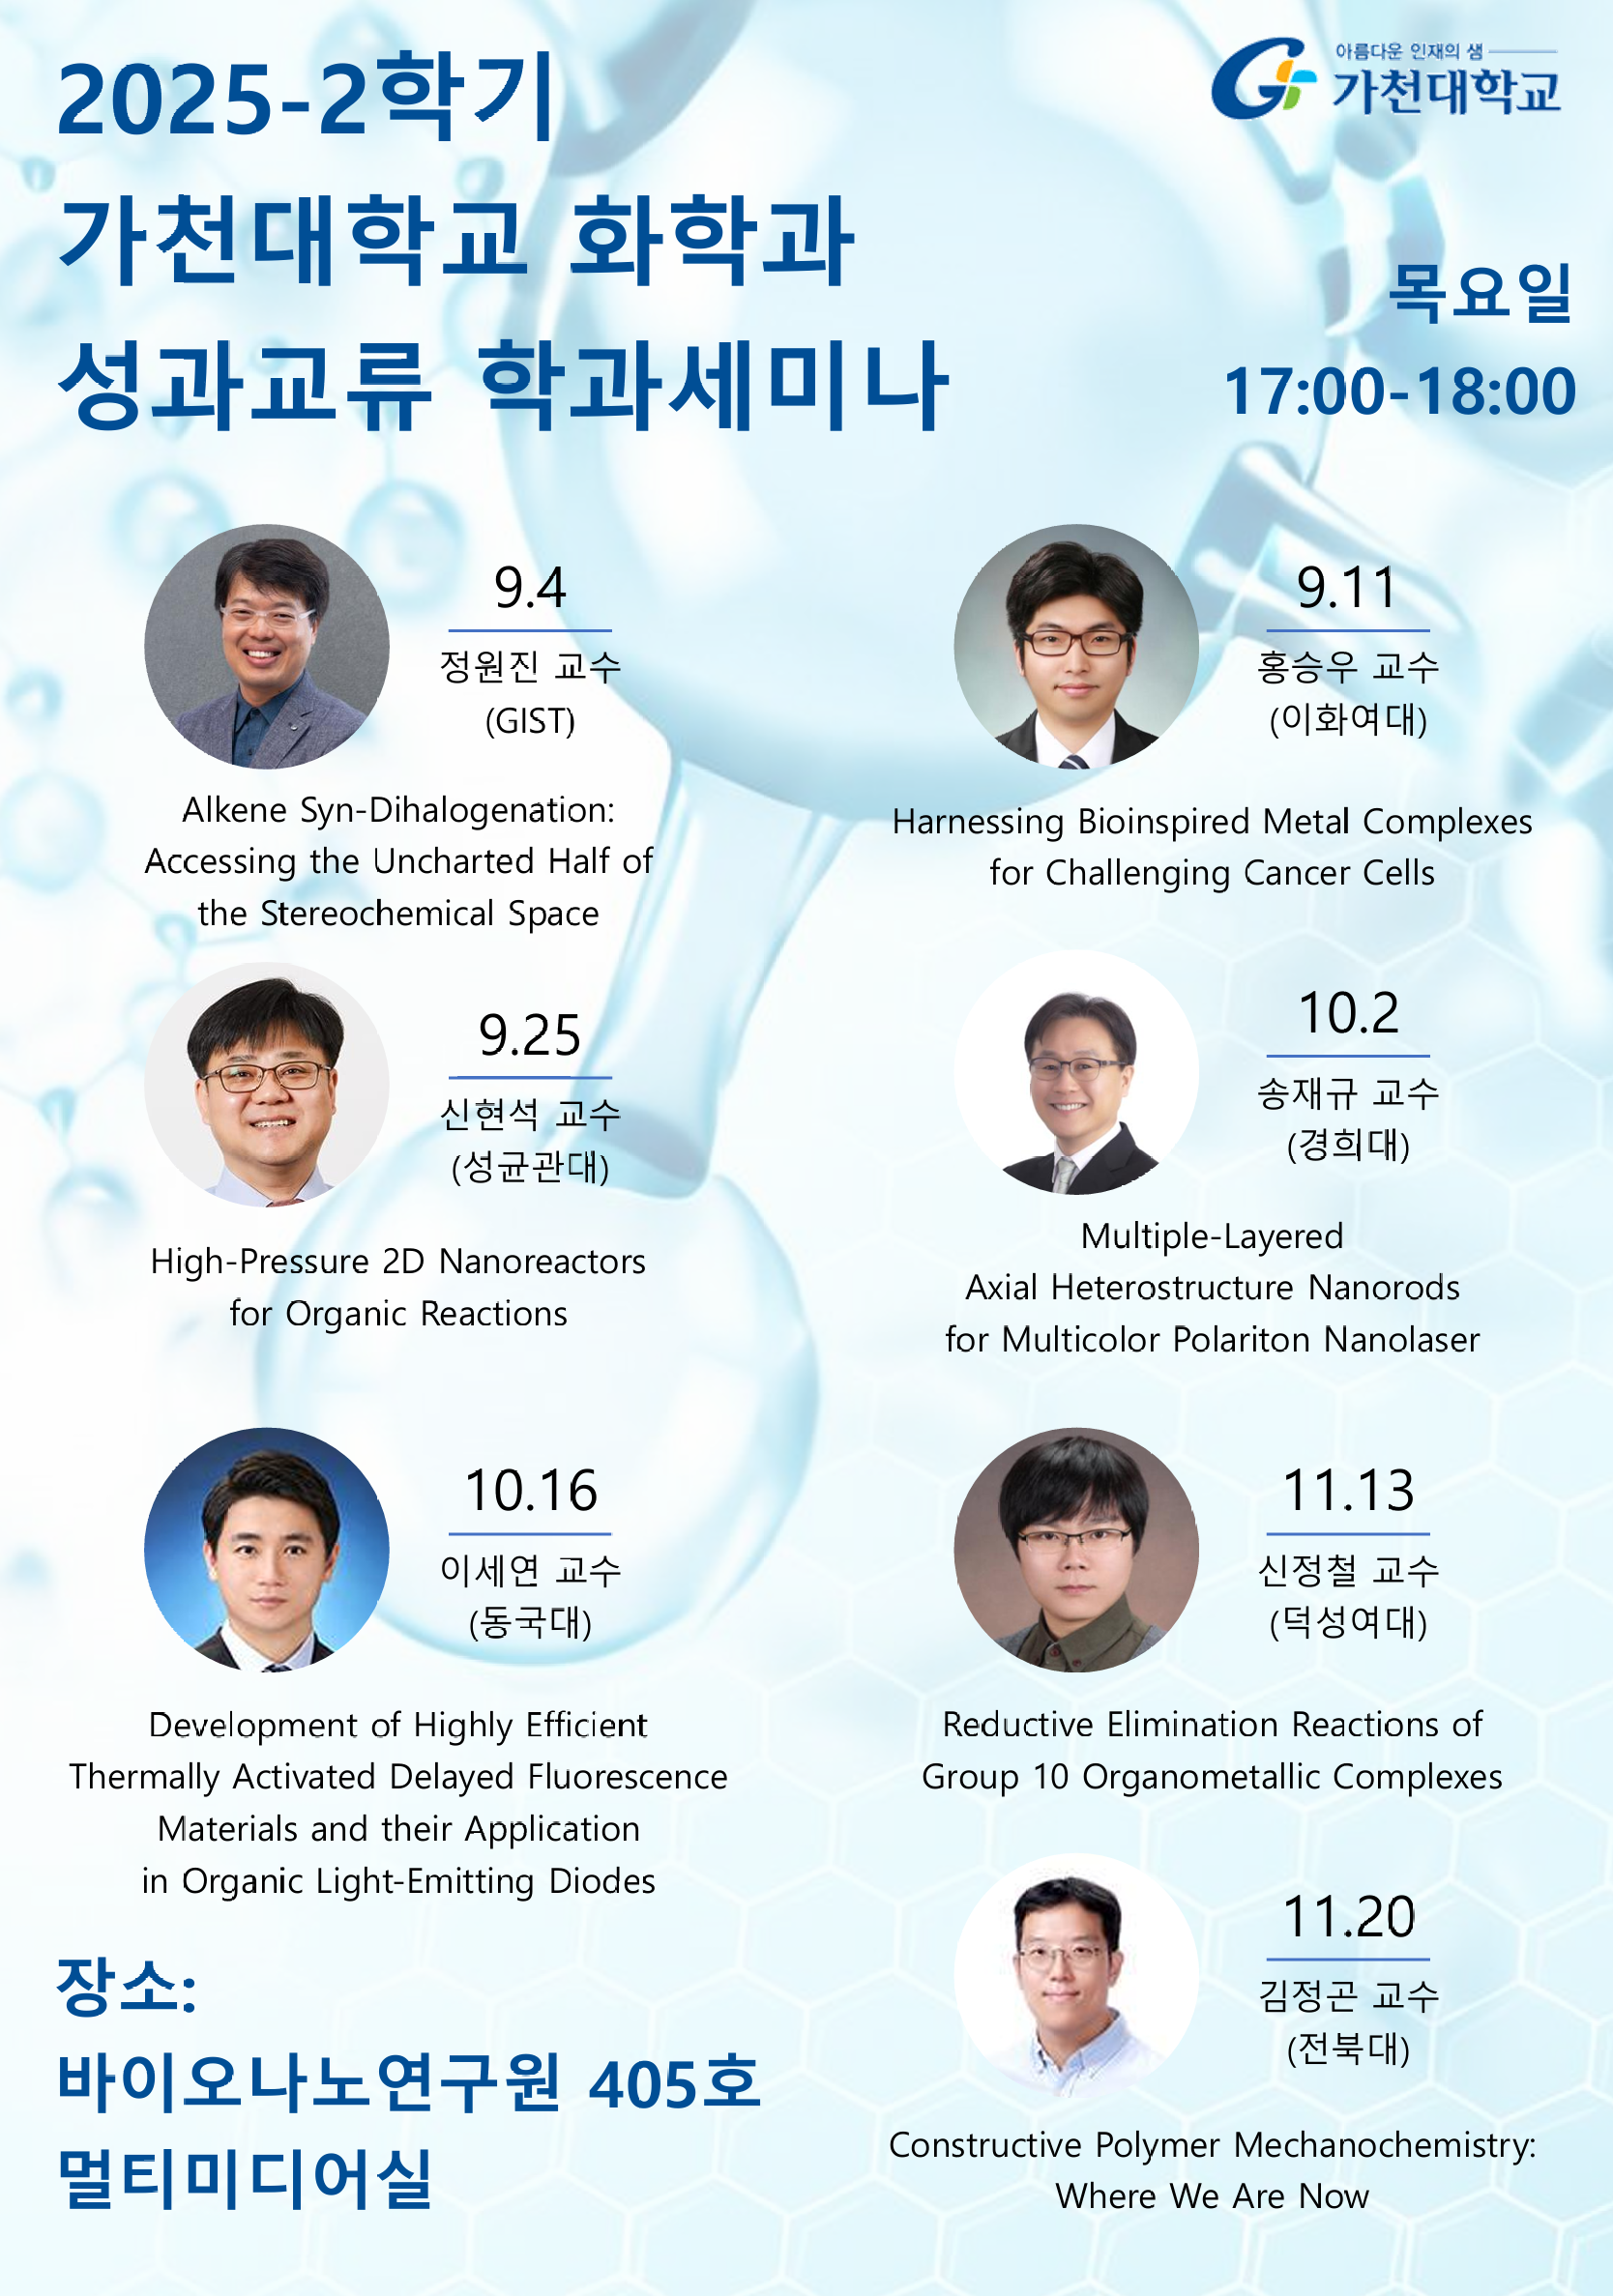 2025-2학기
가천대학교 화학과
성과교류 학과세미나
아름다운 인재의 샘
가천대학교
목요일
17:00-18:00
9.4
정원진 교수
(GIST)
Alkene Syn-Dihalogenation:
Accessing the Uncharted Half of
the Stereochemical Space
9.11
홍승우 교수
(이화여대)
Harnessing Bioinspired Metal Complexes
for Challenging Cancer Cells
9.25
신현석 교수
(성균관대)
High-Pressure 2D Nanoreactors
for Organic Reactions
10.2
송재규 교수
(경희대)
Multiple-Layered
Axial Heterostructure Nanorods
for Multicolor Polariton Nanolaser
10.16
이세연 교수
(동국대)
Development of Highly Efficient
Thermally Activated Delayed Fluorescence
Materials and their Application
in Organic Light-Emitting Diodes
11.13
신정철 교수
(덕성여대)
Reductive Elimination Reactions of
Group 10 Organometallic Complexes
11.20
김정곤 교수
(전북대)
Constructive Polymer Mechanochemistry:
Where We Are Now
장소:
바이오나노연구원 405호
멀티미디어실